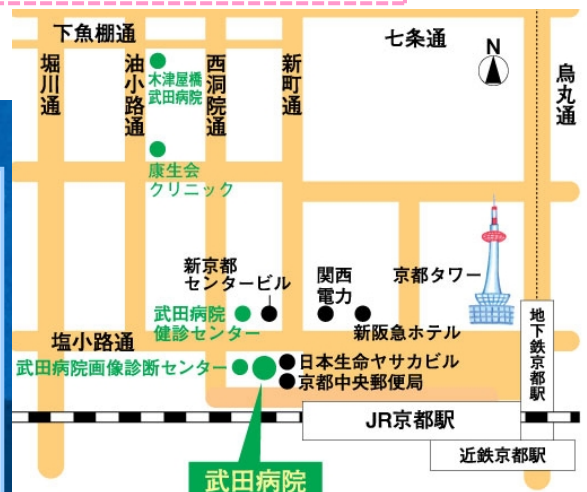 下魚棚通
七条通
N
堀川通
油小路通
木津屋橋
武田病院
西洞院通
新町通
烏丸通
康生会
クリニック
新京都
センタービル
関西
電力
京都タワー
武田病院
健診センター
新阪急ホテル
地下鉄京都駅
塩小路通
武田病院画像診断センター
日本生命ヤサカビル
京都中央郵便局
JR京都駅
近鉄京都駅
武田病院